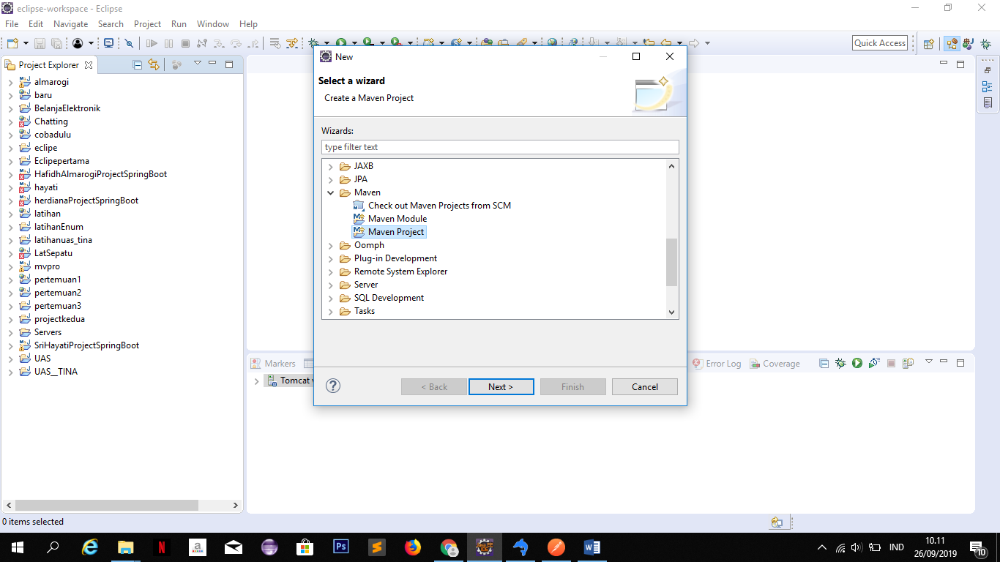 eclipse-workspace - Eclipse
File Edit Navigate Search Project Run Window Help
Quick Access
Project Explorer
almarogi
baru
BelanjaElektronik
Chatting
cobadulu
eclipe
Eclipepertama
HafidhAlmarogiProjectSpringBoot
hayati
herdianaProjectSpringBoot
latihan
latihanEnum
latihanuas_tina
LatSepatu
mvpro
pertemuan1
pertemuan2
pertemuan3
projectkedua
Servers
SriHayatiProjectSpringBoot
UAS
UAS__TINA
New
Select a wizard
Create a Maven Project
Wizards:
type filter text
JAXB
JPA
Maven
Check out Maven Projects from SCM
Maven Module
Maven Project
Oomph
Plug-in Development
Remote System Explorer
Server
SQL Development
Tasks
< Back Next > Finish Cancel
Markers Error Log Coverage
Tomcat v
0 items selected
IND
10.11
26/09/2019
10